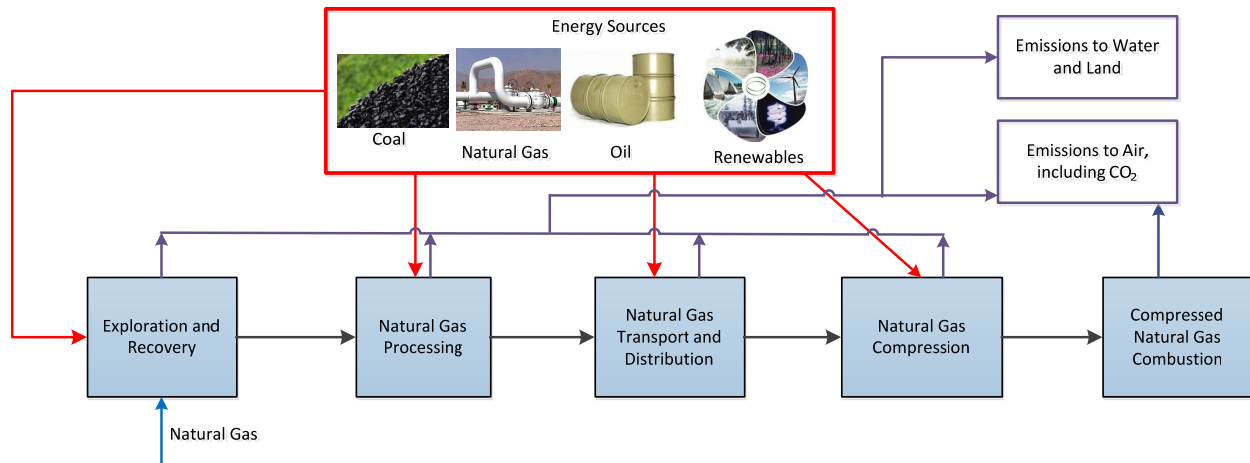 Energy Sources
Coal
Natural Gas
Oil
Renewables
Emissions to Water
and Land
Emissions to Air,
including CO₂
Exploration and
Recovery
Natural Gas
Processing
Natural Gas
Transport and
Distribution
Natural Gas
Compression
Compressed
Natural Gas
Combustion
Natural Gas